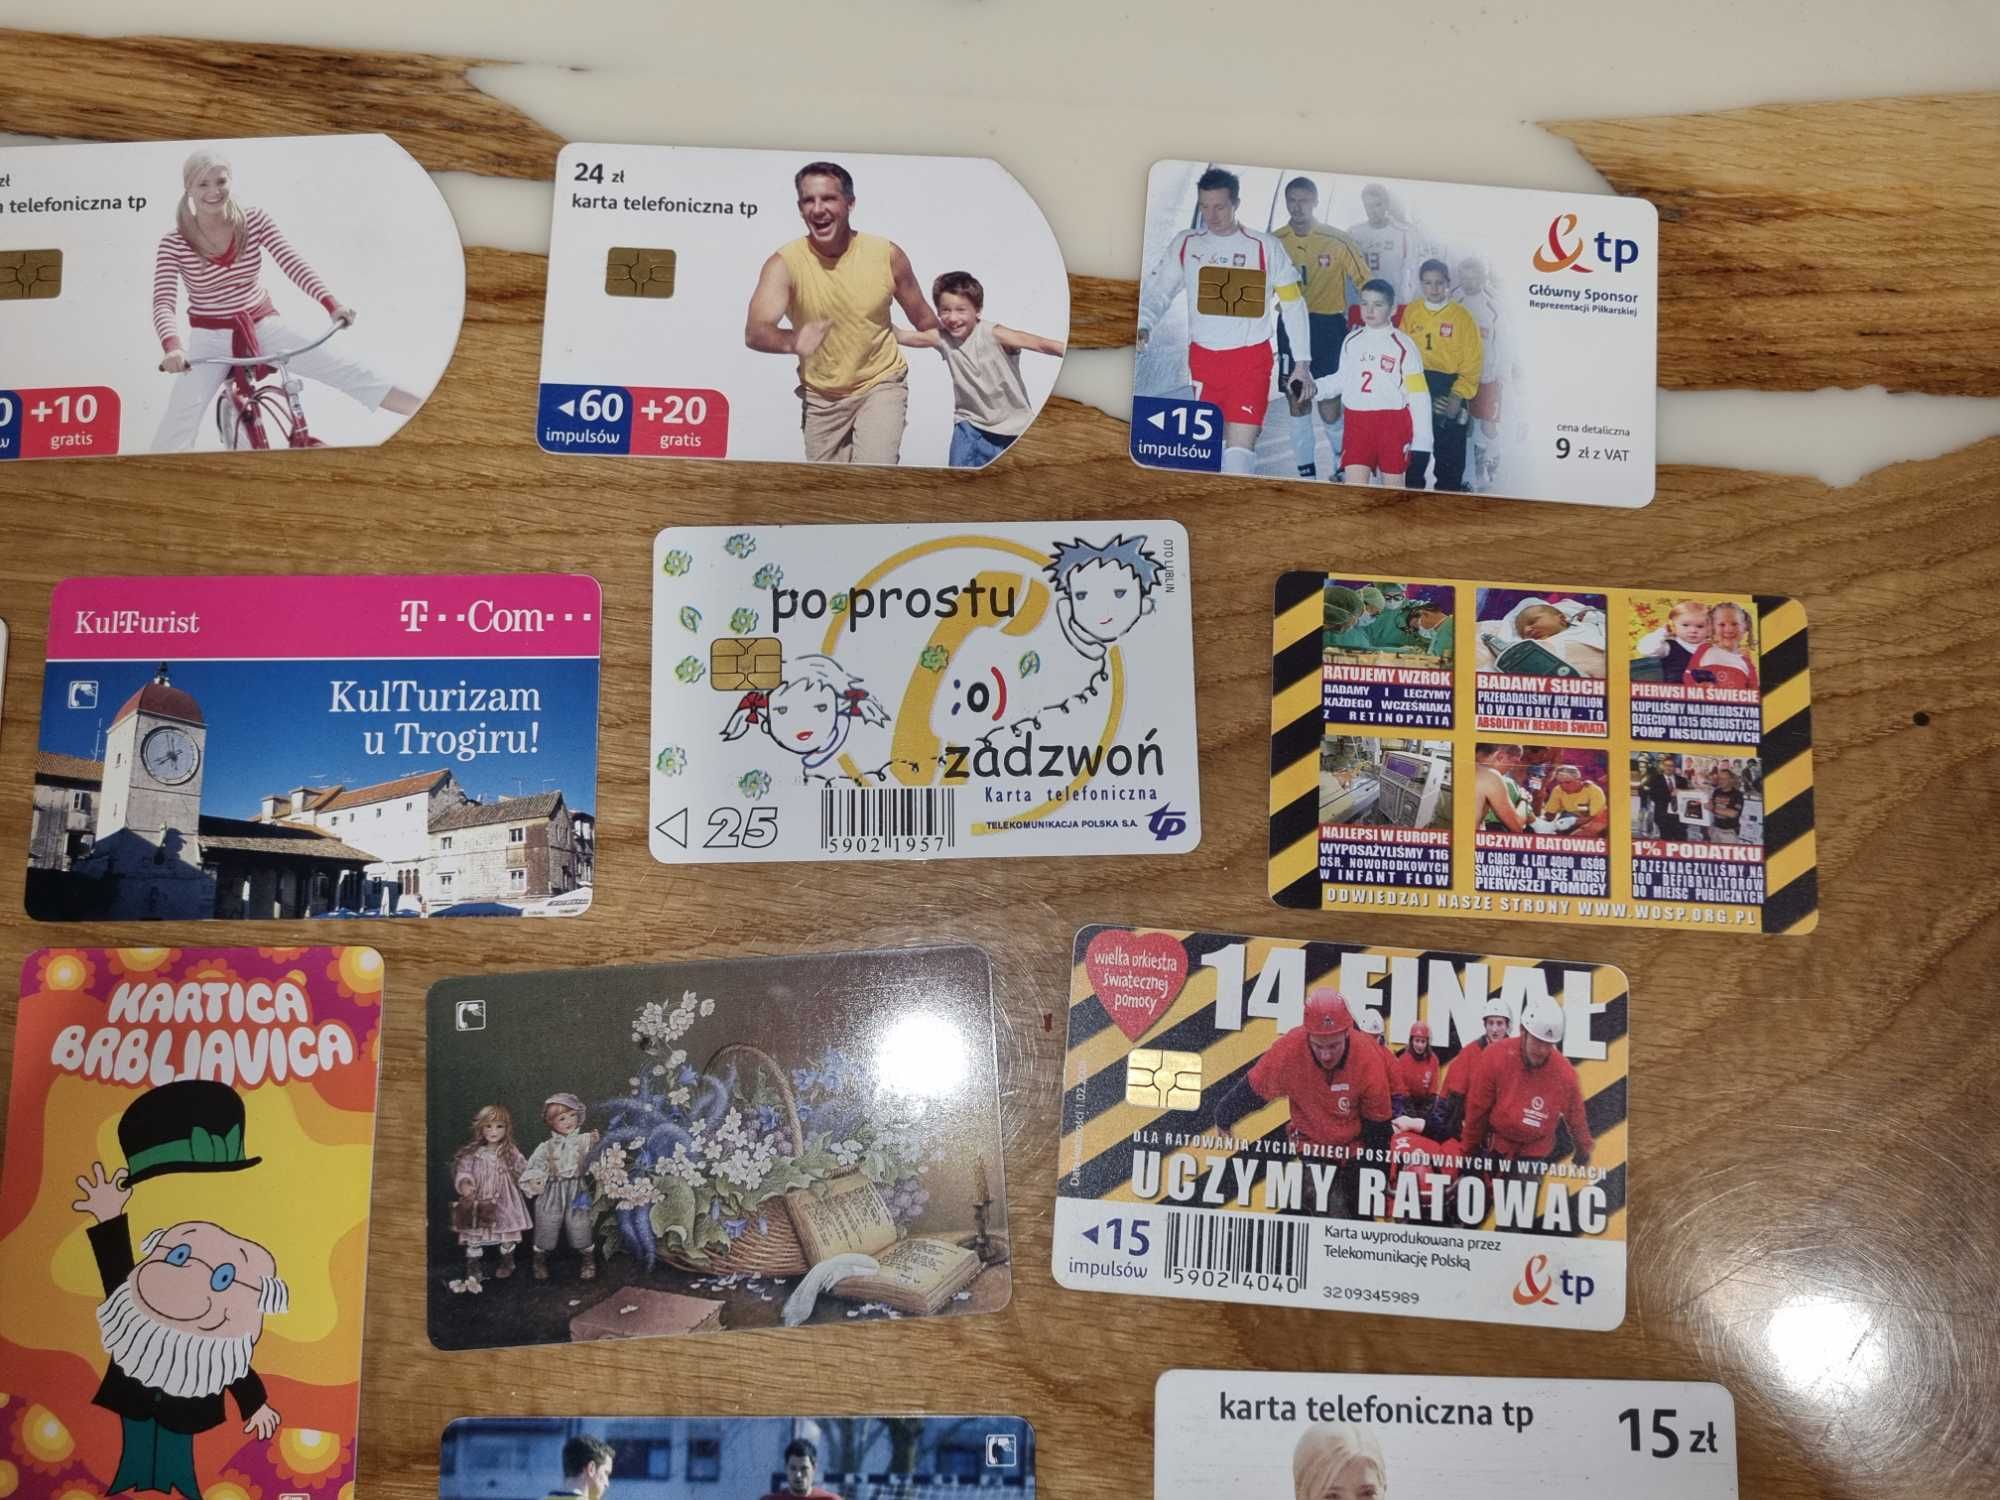 zł
telefoniczna tp
+10
gratis
24 zł
karta telefoniczna tp
60 +20
impulsów gratis
& tp
Główny Sponsor
Reprezentacji Piłkarskiej
tp
1
2
13
15
impulsów
cena detaliczna
9 zł z VAT
KulTurist
T··Com···
KulTurizam
u Trogiru!
po prostu
OTO LUBLIN
;o)
zadzwoń
Karta telefoniczna
TELEKOMUNIKACJA POLSKA S.A. tp
25
5902 1957
RATUJEMY WZROK
BADAMY I LECZYMY
KAŻDEGO WCZEŚNIAKA
Z RETINOPATIĄ
BADAMY SŁUCH
PRZEBADALIŚMY JUŻ MILION
NOWORODKÓW - TO
ABSOLUTNY REKORD ŚWIATA
PIERWSI NA ŚWIECIE
KUPILIŚMY NAJMŁODSZYM
DZIECIOM 1315 OSOBISTYCH
POMP INSULINOWYCH
NAJLEPSI W EUROPIE
WYPOSAŻYLIŚMY 116
OŚR. NOWORODKOWYCH
W INFANT FLOW
UCZYMY RATOWAĆ
W CIĄGU 4 LAT 4000 OSÓB
SKOŃCZYŁO NASZE KURSY
PIERWSZEJ POMOCY
1% PODATKU
PRZEZNACZYLIŚMY NA
100 DEFIBRYLATORÓW
DO MIEJSC PUBLICZNYCH
ODWIEDZAJ NASZE STRONY WWW.WOSP.ORG.PL
KARTICA
BRBLJAVICA
wielka orkiestra
świątecznej
pomocy
14 FINAŁ
DLA RATOWANIA ŻYCIA DZIECI POSZKODOWANYCH W WYPADKACH
UCZYMY RATOWAĆ
15
impulsów
5902 4040
Karta wyprodukowana przez
Telekomunikację Polską
3209345989
& tp
karta telefoniczna tp
15 zł